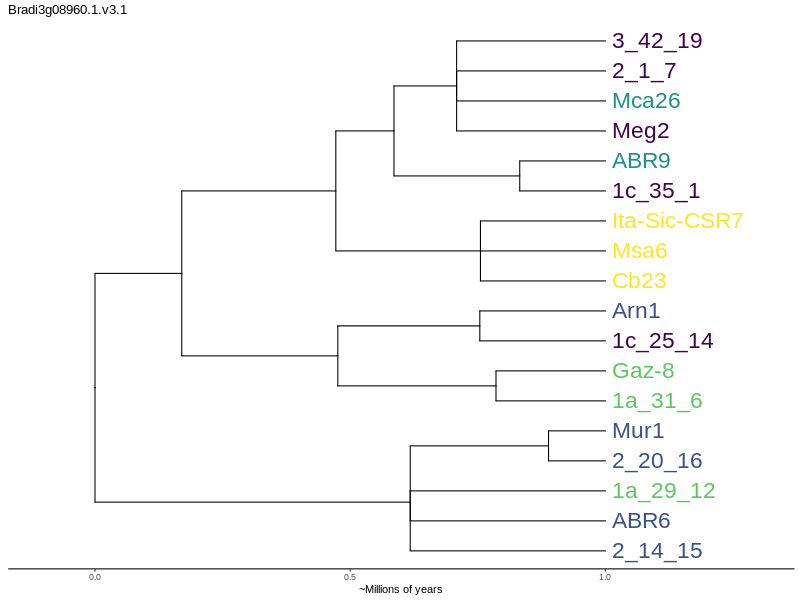 Bradi3g08960.1.v3.1
3_42_19
2_1_7
Mca26
Meg2
ABR9
1c_35_1
Ita-Sic-CSR7
Msa6
Cb23
Arn1
1c_25_14
Gaz-8
1a_31_6
Mur1
2_20_16
1a_29_12
ABR6
2_14_15
0.0 0.5 1.0
~Millions of years